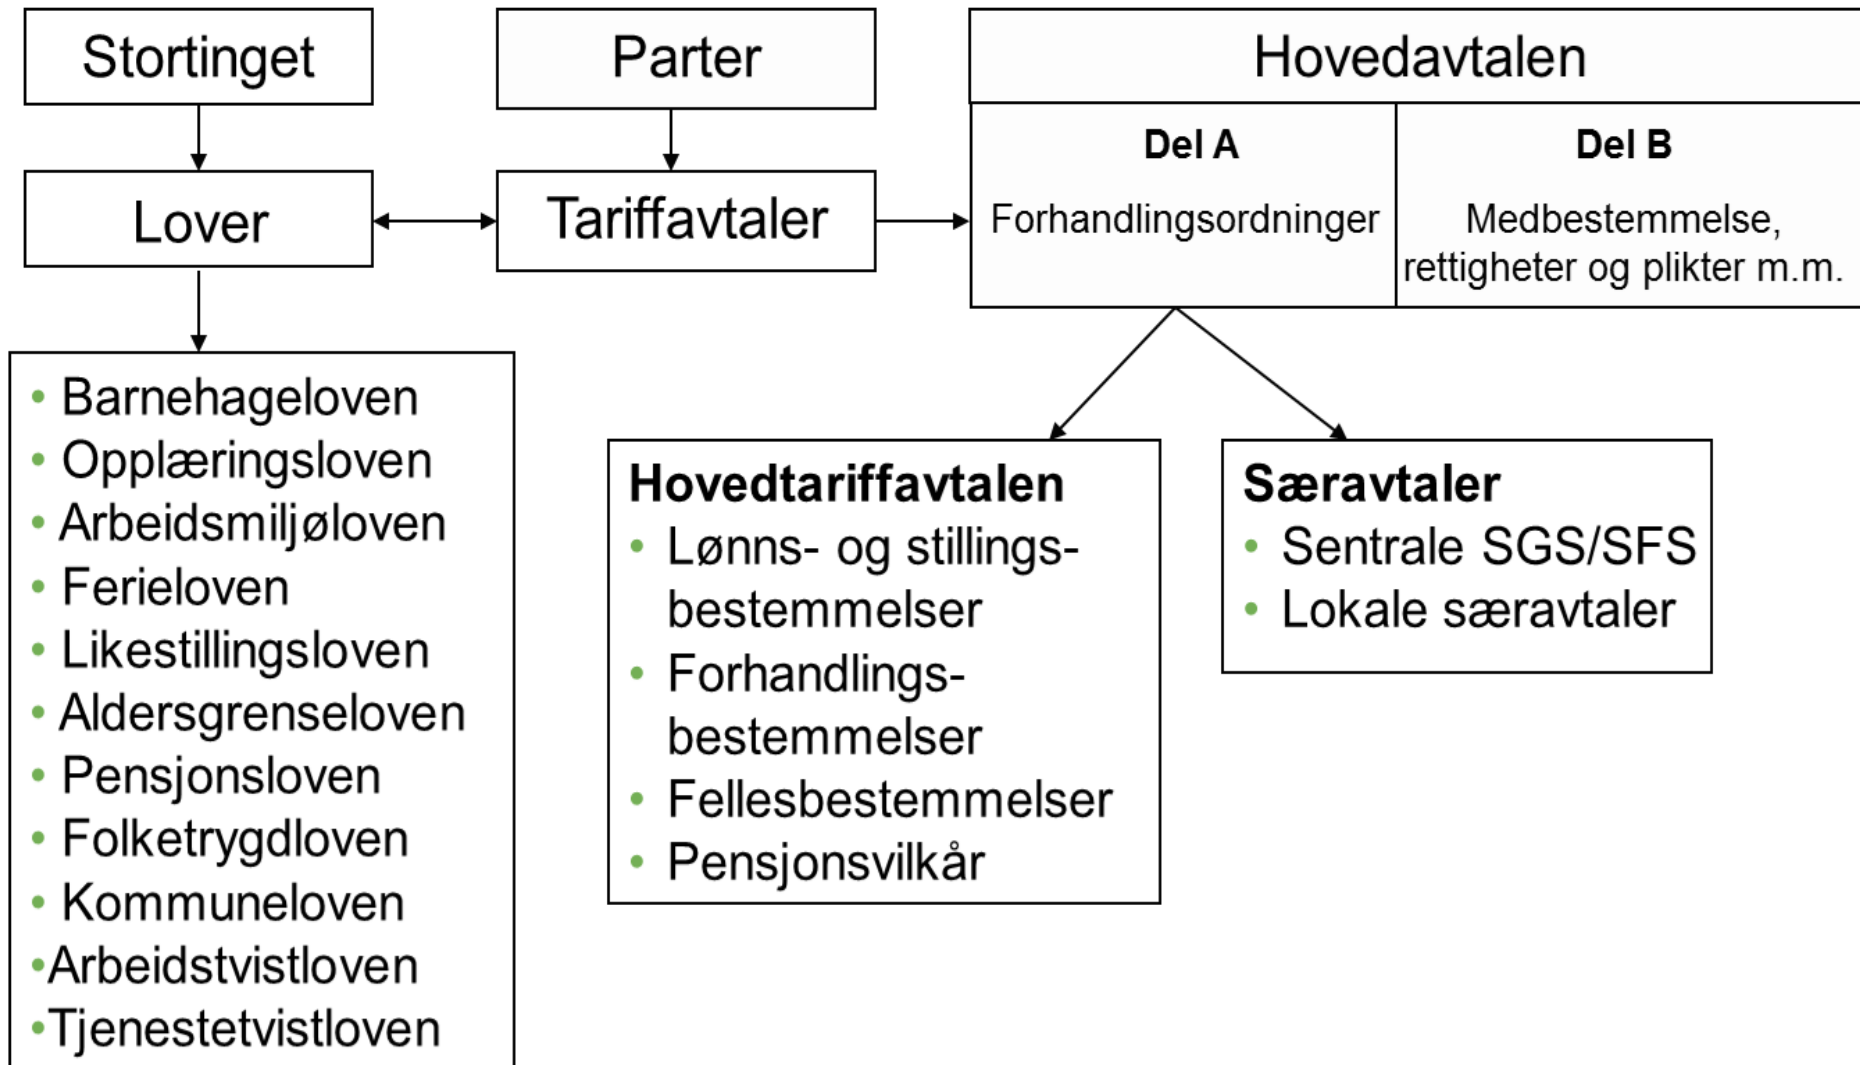 Stortinget
Parter
Hovedavtalen
Lover
Tariffavtaler
Del A
Forhandlingsordninger
Del B
Medbestemmelse,
rettigheter og plikter m.m.
• Barnehageloven
• Opplæringsloven
• Arbeidsmiljøloven
• Ferieloven
• Likestillingsloven
• Aldersgrenseloven
• Pensjonsloven
• Folketrygdloven
• Kommuneloven
•Arbeidstvistloven
•Tjenestetvistloven
Hovedtariffavtalen
• Lønns- og stillings-
bestemmelser
• Forhandlings-
bestemmelser
• Fellesbestemmelser
• Pensjonsvilkår
Særavtaler
• Sentrale SGS/SFS
• Lokale særavtaler